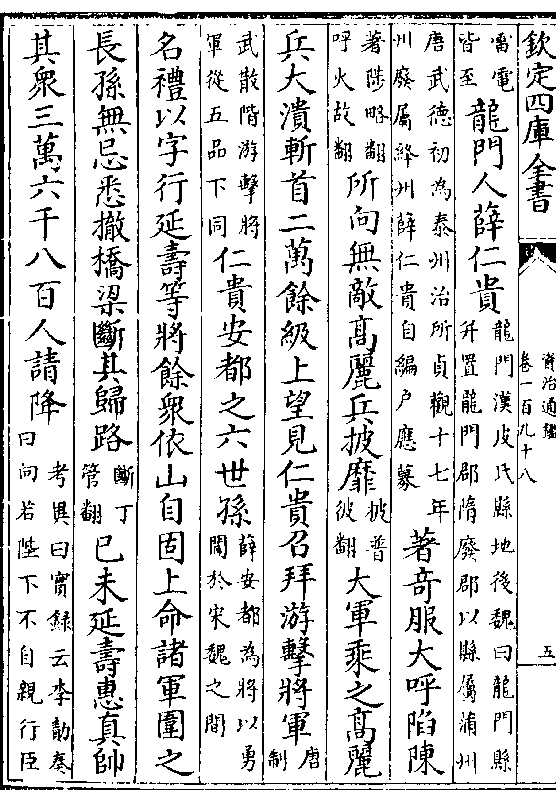 欽定四庫全書
資治通鑑
卷一百九十八
五
雷電
皆至
龍門人薛仁貴
龍門漢皮氏縣地後魏曰龍門縣
并置龍門郡隋廢郡以縣屬浦州
唐武德初為泰州治所貞觀十七年
州廢屬絳州薛仁貴自編戶應募
著奇服大呼陷陳
著陟略翻
呼火故翻
所向無敵高麗兵披靡
披普
彼翻
大軍乘之高麗
兵大潰斬首二萬餘級上望見仁貴召拜游擊將軍
唐
制
武散階游擊將
軍從五品下同
仁貴安都之六世孫
薛安都為將以勇
聞於宋魏之間
名禮以字行延壽等將餘衆依山自固上命諸軍圍之
長孫無忌悉撤橋梁斷其歸路
斷丁
管翻
已未延壽惠真帥
其衆三萬六千八百人請降
考異曰實録云李勣奏
曰向若陛下不自親行臣